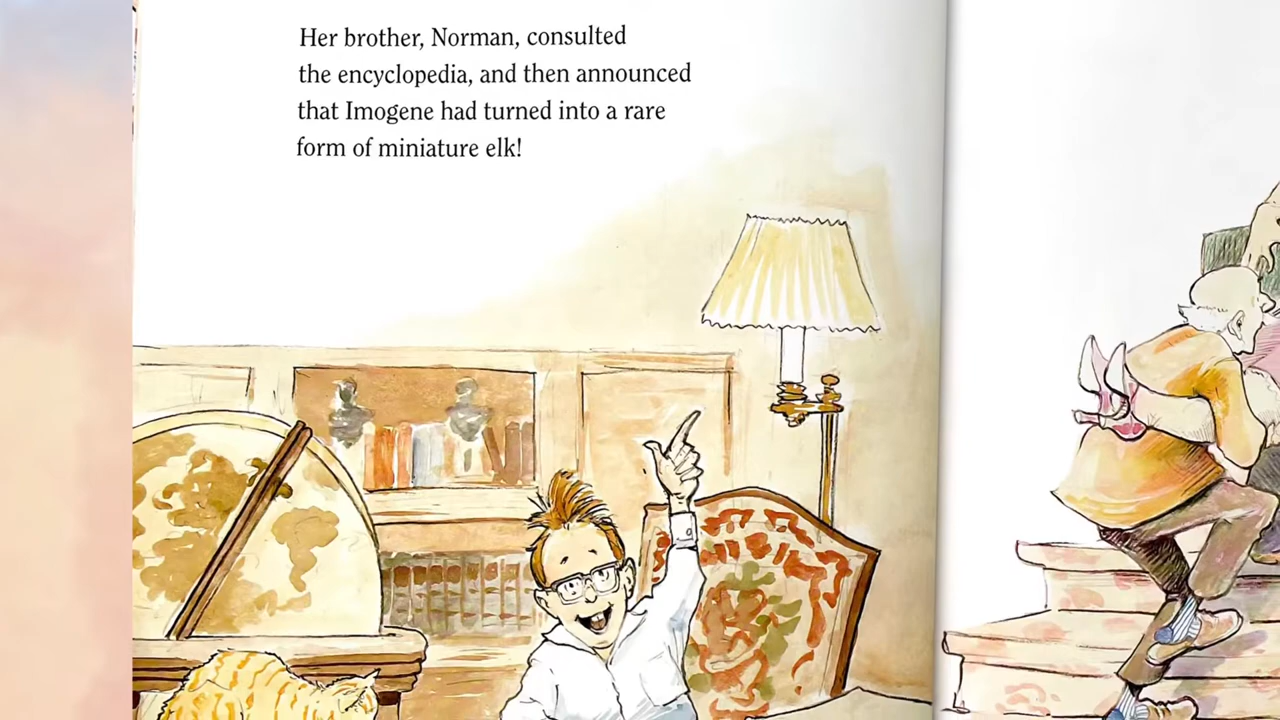 Her brother, Norman, consulted
the encyclopedia, and then announced
that Imogene had turned into a rare
form of miniature elk!